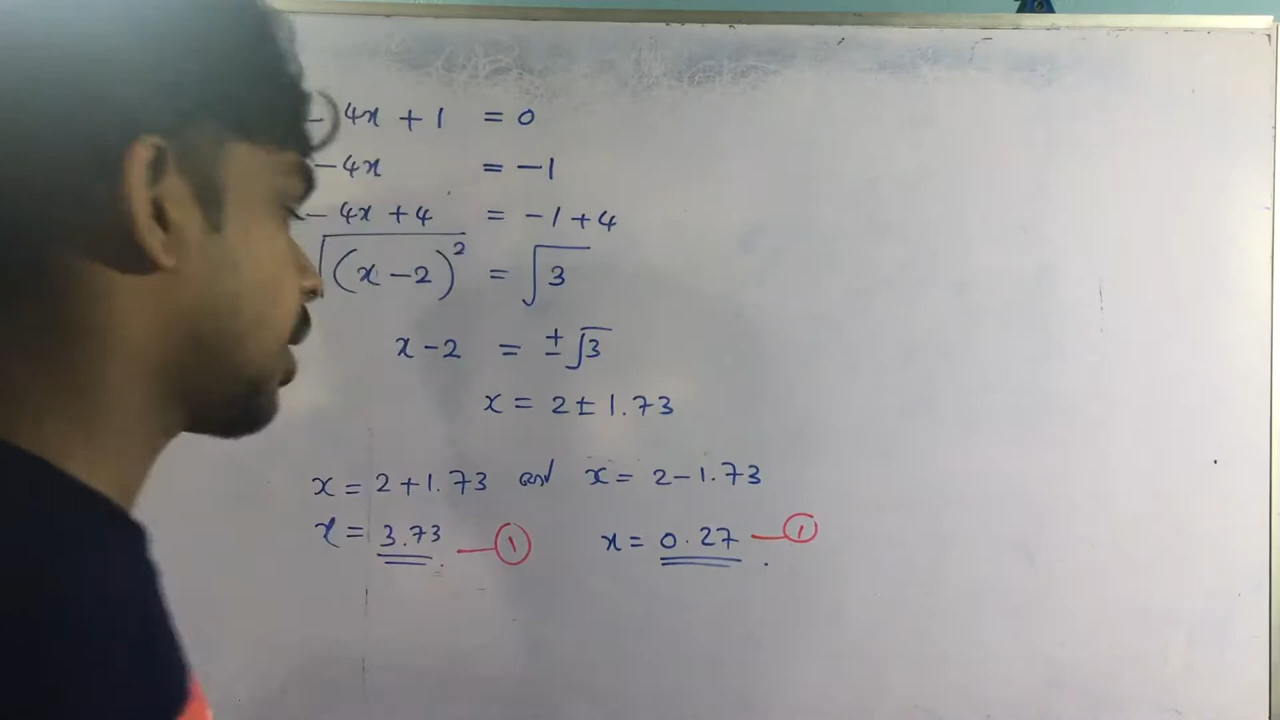 - 4x + 1 = 0
- 4x = -1
- 4x + 4 = -1 + 4
√(x - 2)² = √3
x - 2 = ± √3
x = 2 ± 1.73
x = 2 + 1.73 x = 2 - 1.73
x = 3.73 — ① x = 0.27 — ①